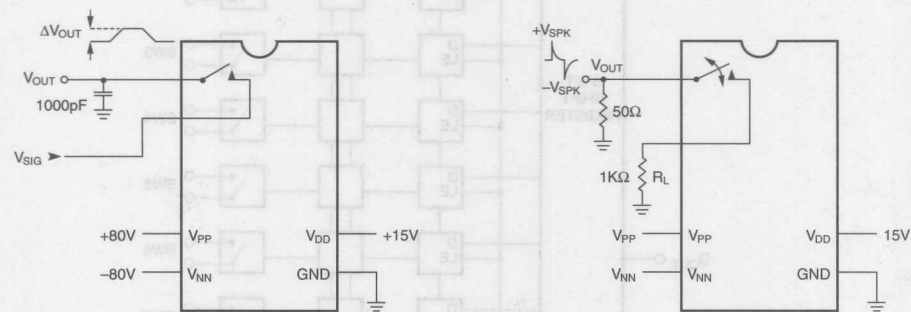 ΔV_OUT
V_OUT
1000pF
V_SIG
+80V
V_PP
V_DD
+15V
–80V
V_NN
GND
+V_SPK
V_OUT
–V_SPK
50Ω
1KΩ
R_L
V_PP
V_PP
V_DD
15V
V_NN
V_NN
GND